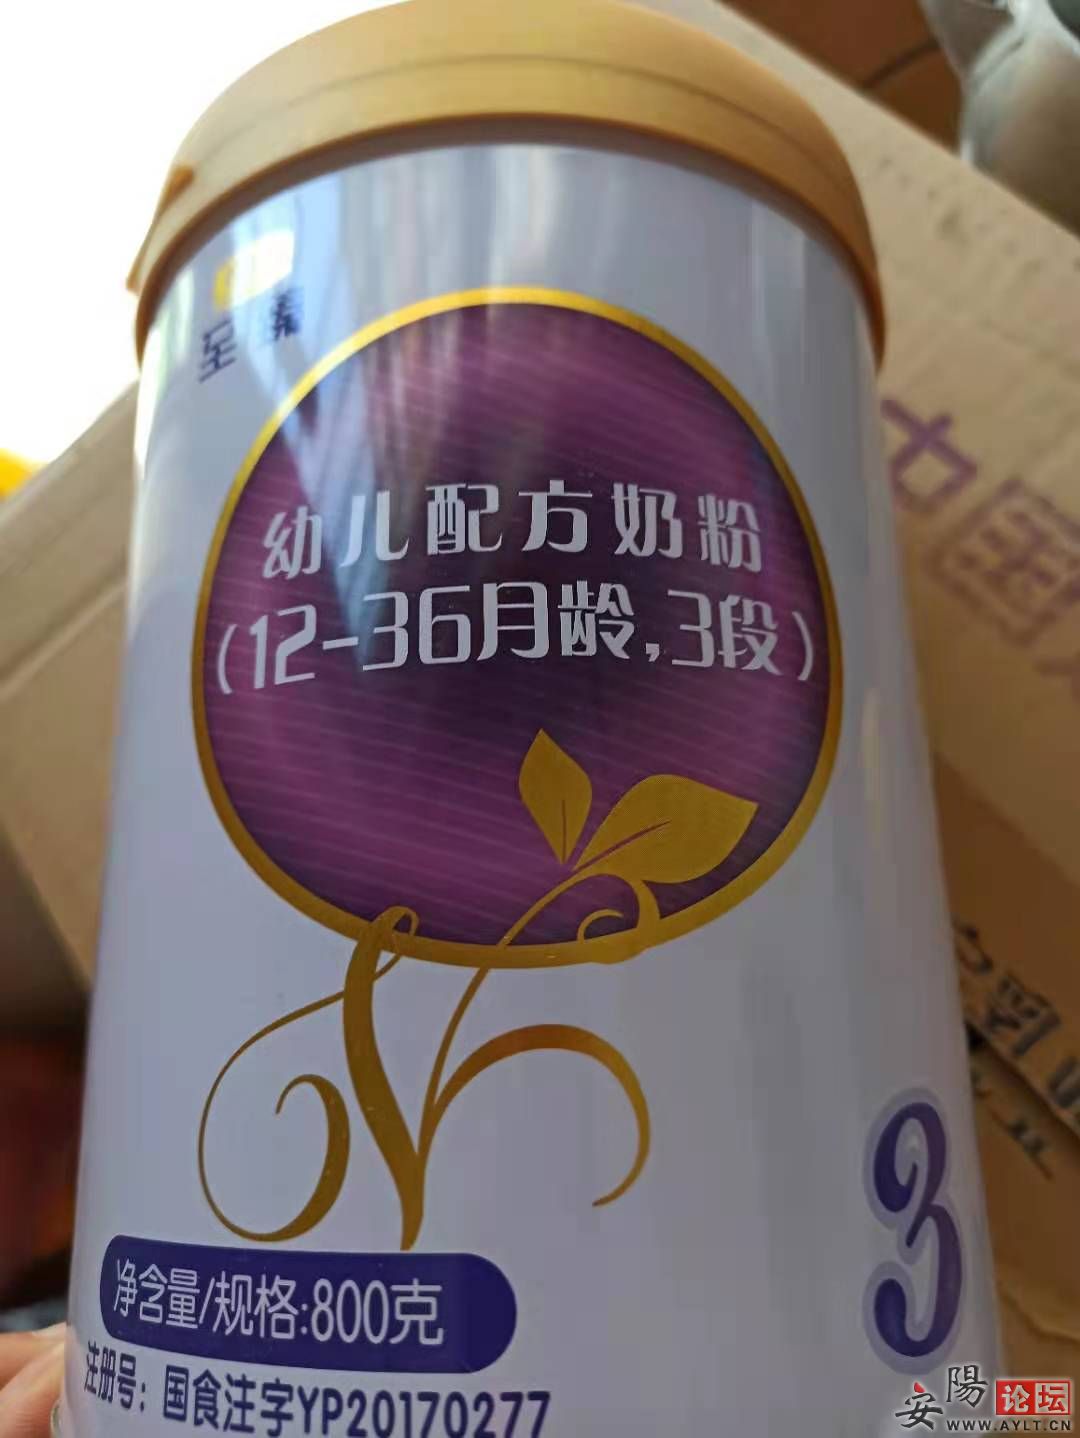 至臻
幼儿配方奶粉
(12-36月龄,3段)
3
净含量/规格:800克
注册号：国食注字YP20170277
安陽论坛
WWW.AYLT.CN